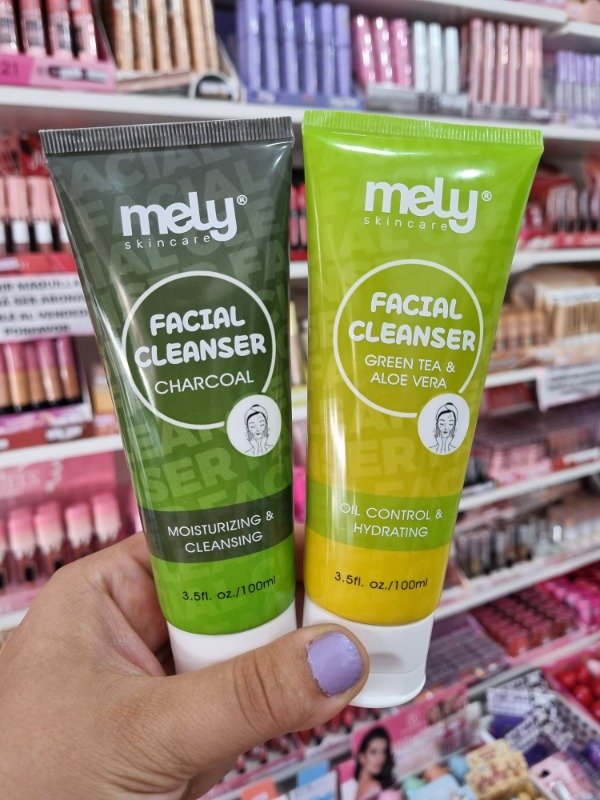 mely®
skincare
FACIAL
CLEANSER
CHARCOAL
MOISTURIZING &
CLEANSING
3.5fl. oz./100ml
mely®
skincare
FACIAL
CLEANSER
GREEN TEA &
ALOE VERA
OIL CONTROL &
HYDRATING
3.5fl. oz./100ml